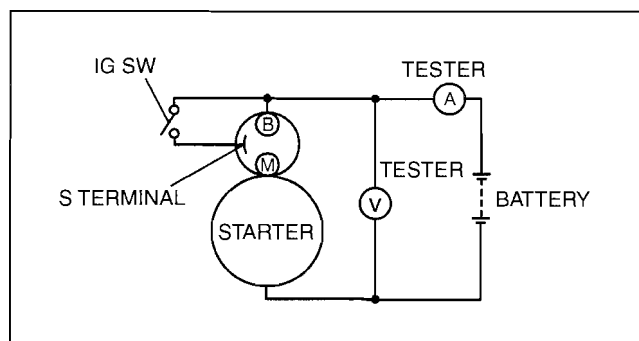 IG SW
TESTER
A
B
M
S TERMINAL
TESTER
V
BATTERY
STARTER